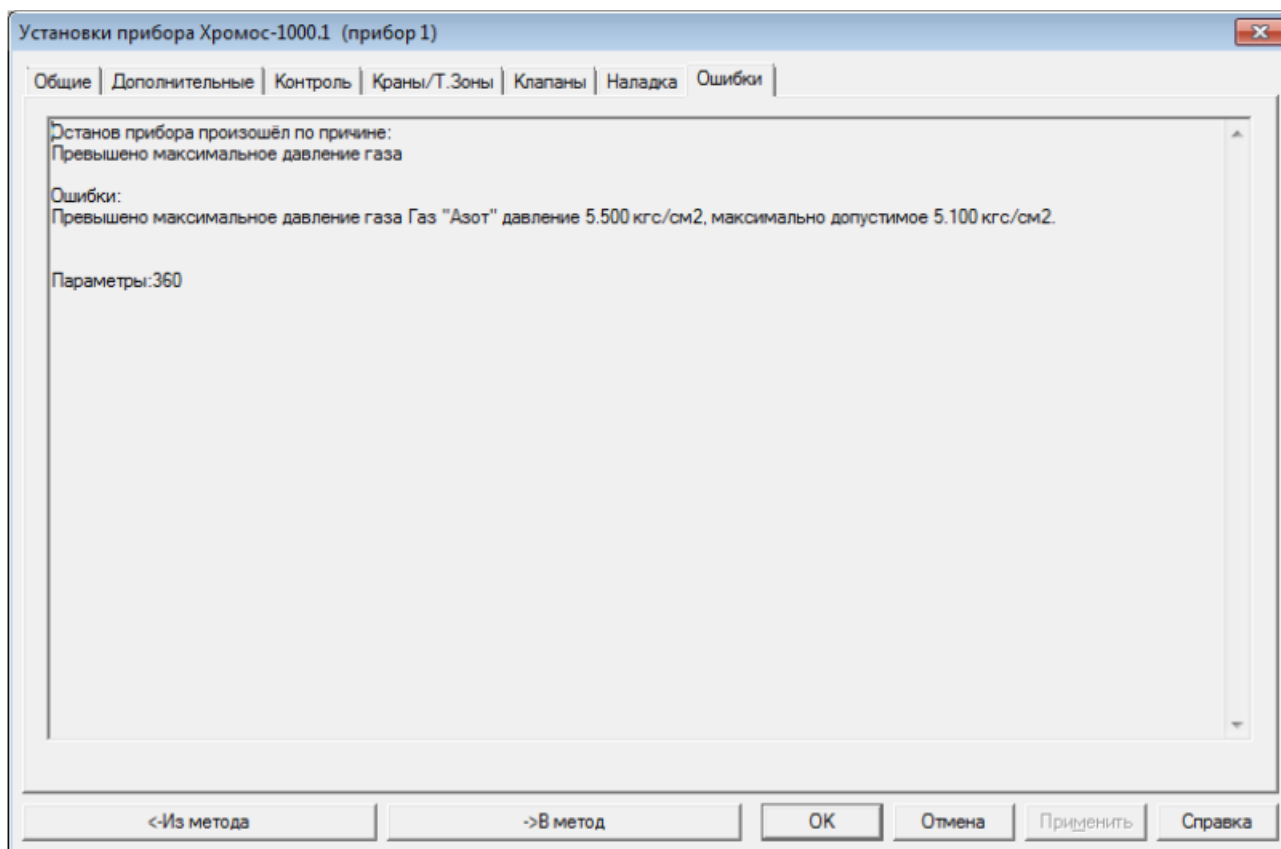 Установки прибора Хромос-1000.1 (прибор 1)
Общие Дополнительные Контроль Краны/Т.Зоны Клапаны Наладка Ошибки
Останов прибора произошёл по причине:
Превышено максимальное давление газа
Ошибки:
Превышено максимальное давление газа Газ "Азот" давление 5.500 кгс/см2, максимально допустимое 5.100 кгс/см2.
Параметры:360
<-Из метода ->В метод OK Отмена Применить Справка